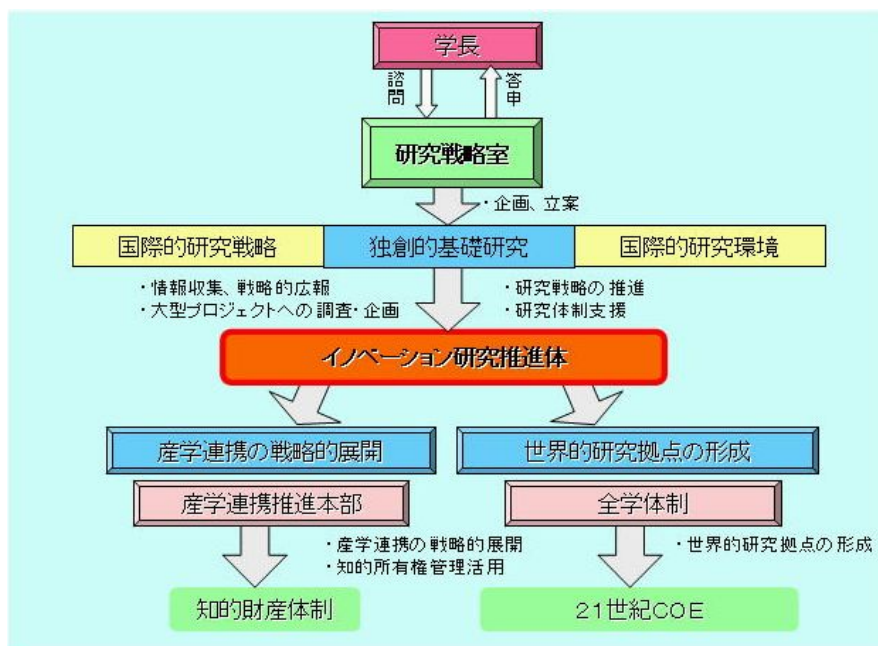 学長
諮問
答申
研究戦略室
・企画、立案
国際的研究戦略
独創的基礎研究
国際的研究環境
・情報収集、戦略的広報
・大型プロジェクトへの調査・企画
・研究戦略の推進
・研究体制支援
イノベーション研究推進体
産学連携の戦略的展開
世界的研究拠点の形成
産学連携推進本部
全学体制
・産学連携の戦略的展開
・知的所有権管理活用
・世界的研究拠点の形成
知的財産体制
21世紀COE